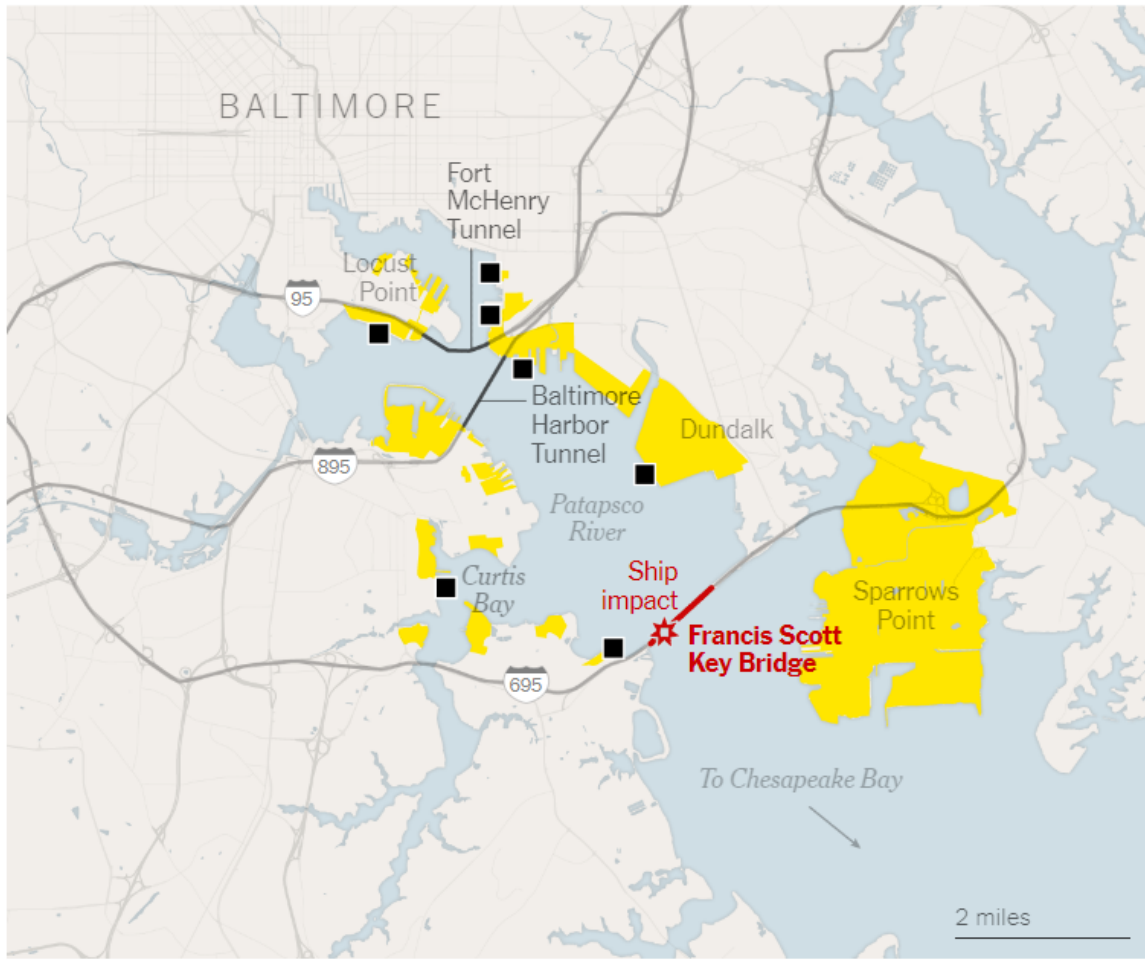 BALTIMORE
Fort
McHenry
Tunnel
Locust
Point
95
Baltimore
Harbor
Tunnel
Dundalk
895
Patapsco
River
Ship
impact
Curtis
Bay
Sparrows
Point
Francis Scott
Key Bridge
695
To Chesapeake Bay
2 miles